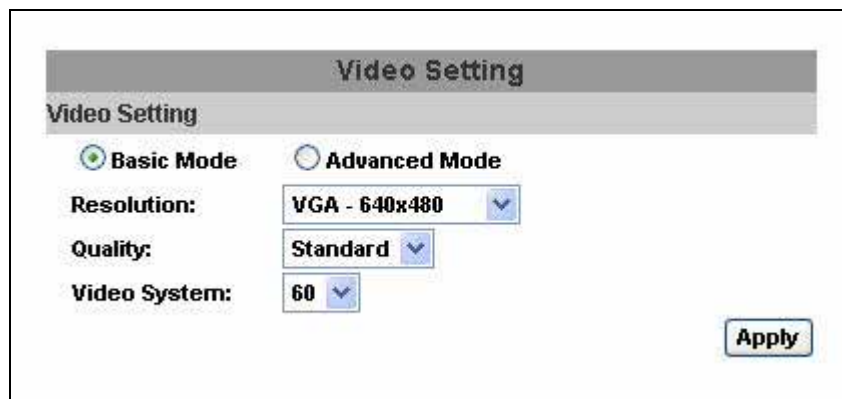 Video Setting
Video Setting
Basic Mode Advanced Mode
Resolution: VGA - 640x480
Quality: Standard
Video System: 60
Apply